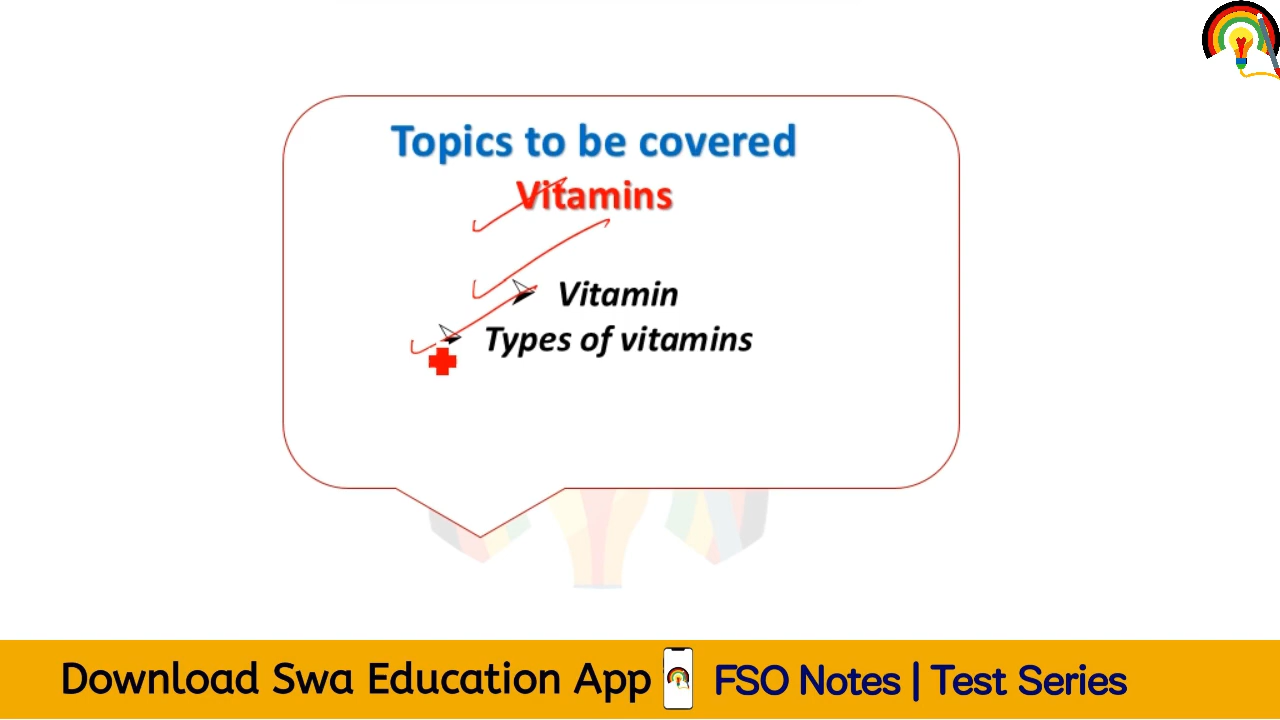 Topics to be covered
Vitamins
Vitamin
Types of vitamins
Download Swa Education App FSO Notes | Test Series